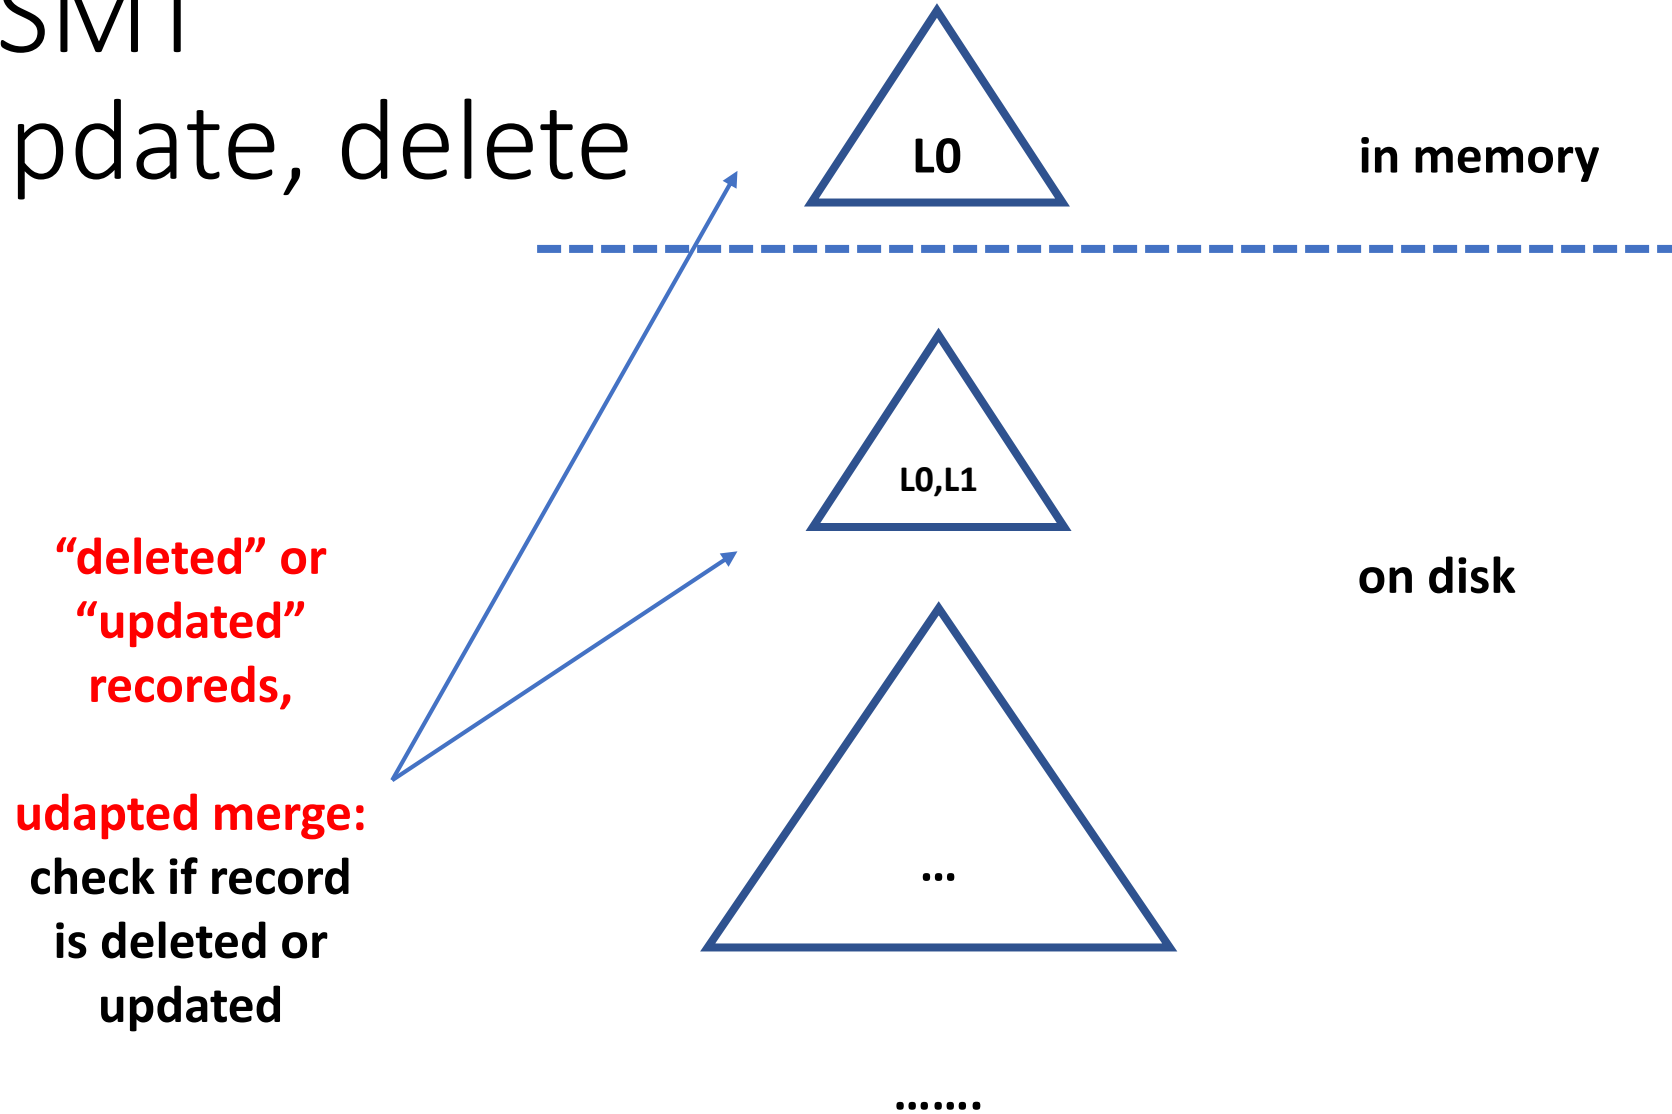 SMT
pdate, delete
L0
in memory
L0,L1
“deleted” or
“updated”
recoreds,
on disk
udapted merge:
check if record
is deleted or
updated
...
.......